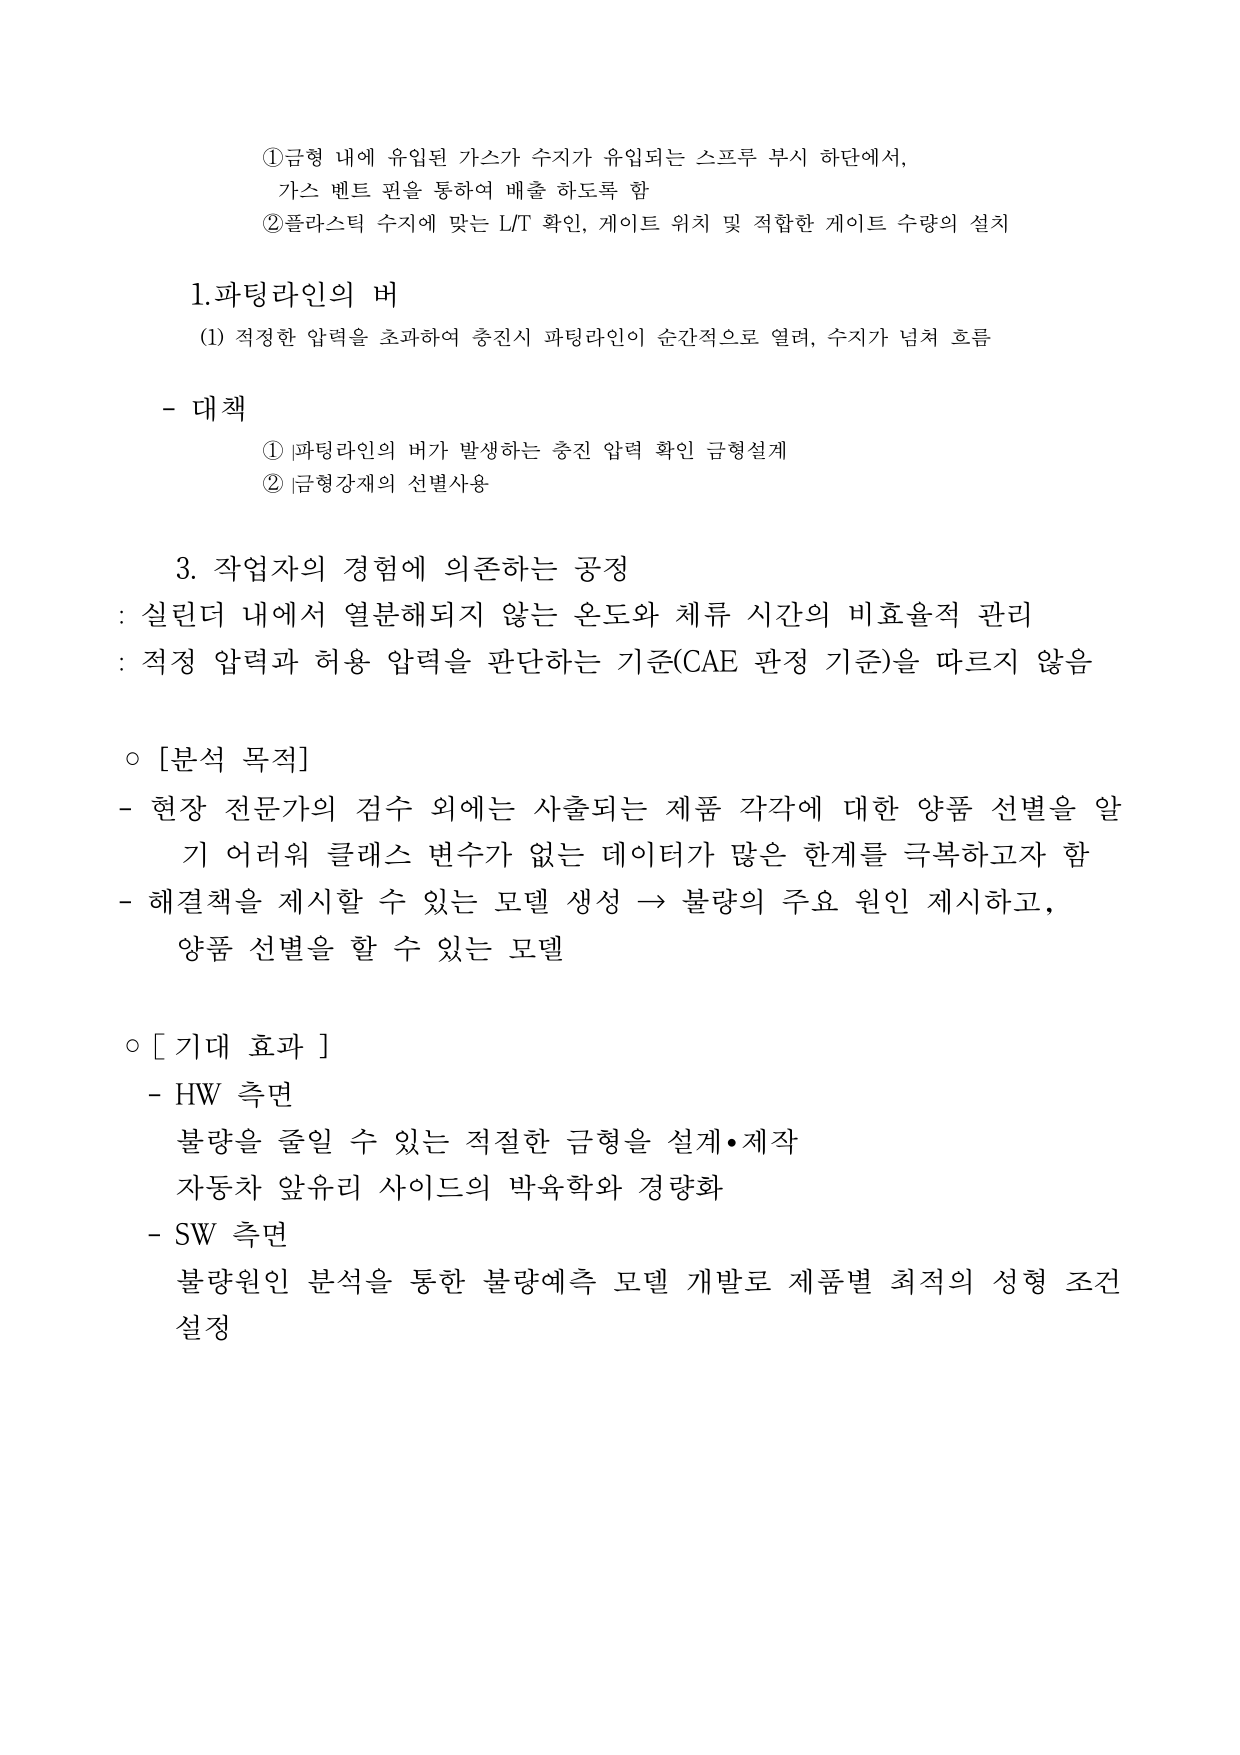 ①금형 내에 유입된 가스가 수지가 유입되는 스프루 부시 하단에서,
가스 벤트 핀을 통하여 배출 하도록 함
②플라스틱 수지에 맞는 L/T 확인, 게이트 위치 및 적합한 게이트 수량의 설치
1.파팅라인의 버
(1) 적정한 압력을 초과하여 충진시 파팅라인이 순간적으로 열려, 수지가 넘쳐 흐름
- 대책
① |파팅라인의 버가 발생하는 충진 압력 확인 금형설계
② |금형강재의 선별사용
3. 작업자의 경험에 의존하는 공정
: 실린더 내에서 열분해되지 않는 온도와 체류 시간의 비효율적 관리
: 적정 압력과 허용 압력을 판단하는 기준(CAE 판정 기준)을 따르지 않음
○ [분석 목적]
- 현장 전문가의 검수 외에는 사출되는 제품 각각에 대한 양품 선별을 알
기 어려워 클래스 변수가 없는 데이터가 많은 한계를 극복하고자 함
- 해결책을 제시할 수 있는 모델 생성 → 불량의 주요 원인 제시하고,
양품 선별을 할 수 있는 모델
○ [ 기대 효과 ]
- HW 측면
불량을 줄일 수 있는 적절한 금형을 설계•제작
자동차 앞유리 사이드의 박육학와 경량화
- SW 측면
불량원인 분석을 통한 불량예측 모델 개발로 제품별 최적의 성형 조건
설정